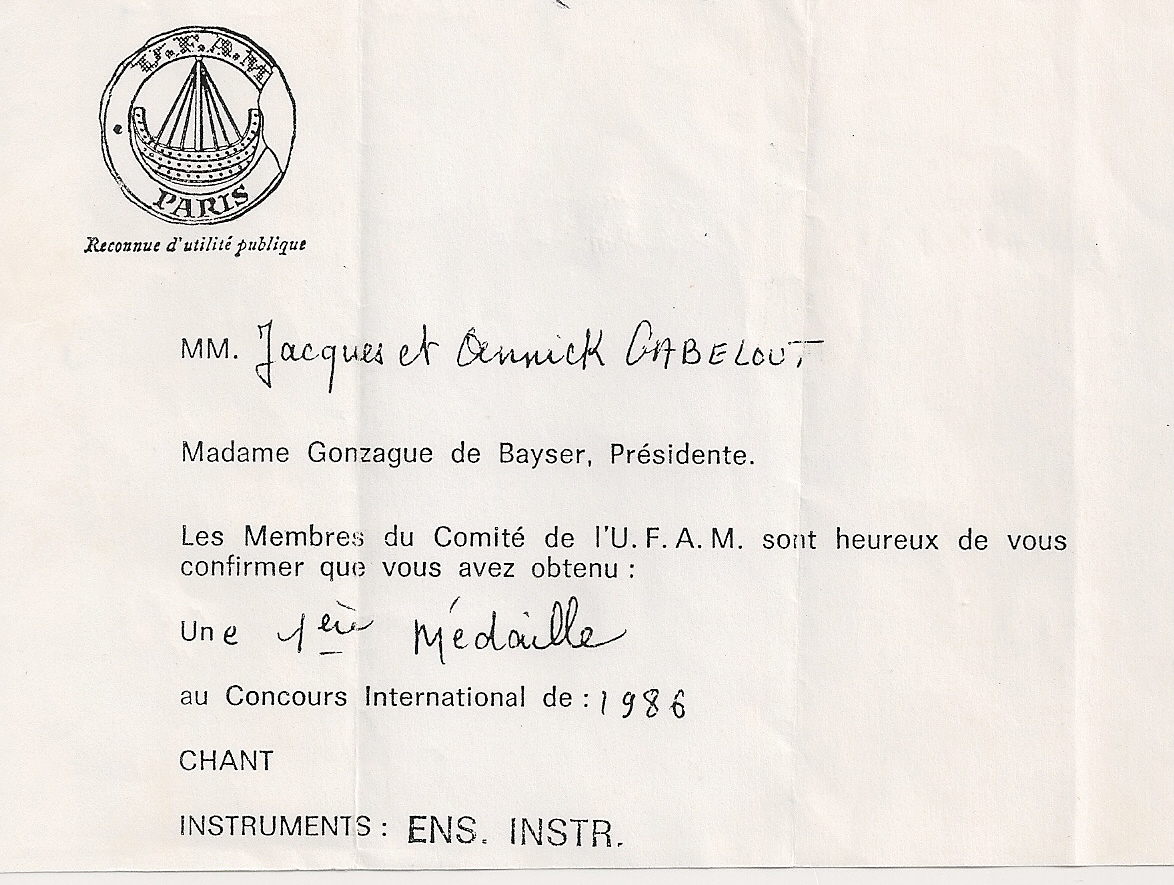 U.F.A.M
PARIS
Reconnue d'utilité publique
MM. Jacques et Annick GABELOUT
Madame Gonzague de Bayser, Présidente.
Les Membres du Comité de l'U. F. A. M. sont heureux de vous
confirmer que vous avez obtenu :
Une 1ère Médaille
au Concours International de : 1986
CHANT
INSTRUMENTS : ENS. INSTR.